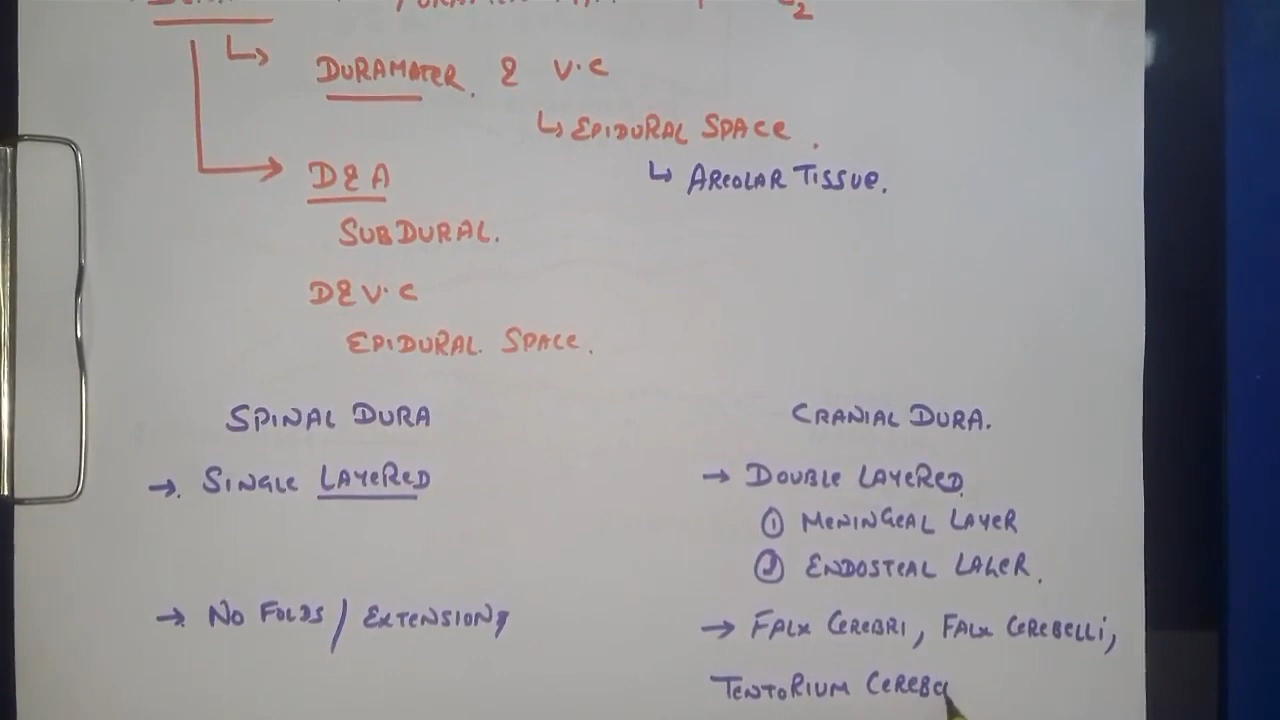 DURAMATER. & V.C
↳ EPIDURAL SPACE.
D & A
↳ AREOLAR TISSUE.
SUBDURAL.
D & V.C
EPIDURAL. SPACE.
SPINAL DURA
CRANIAL DURA.
→. SINGLE LAYERED
→ DOUBLE LAYERED.
① MENINGEAL LAYER
② ENDOSTEAL LAYER.
→. NO FOLDS / EXTENSIONS
→ FALX CEREBRI, FALX CEREBELLI,
TENTORIUM CEREBE